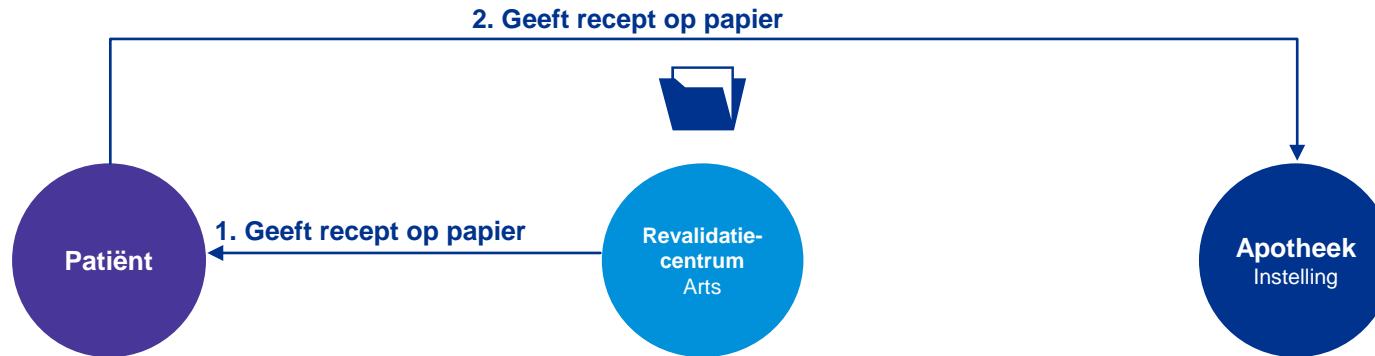 2. Geeft recept op papier
1. Geeft recept op papier
Patiënt
Revalidatie-
centrum
Arts
Apotheek
Instelling